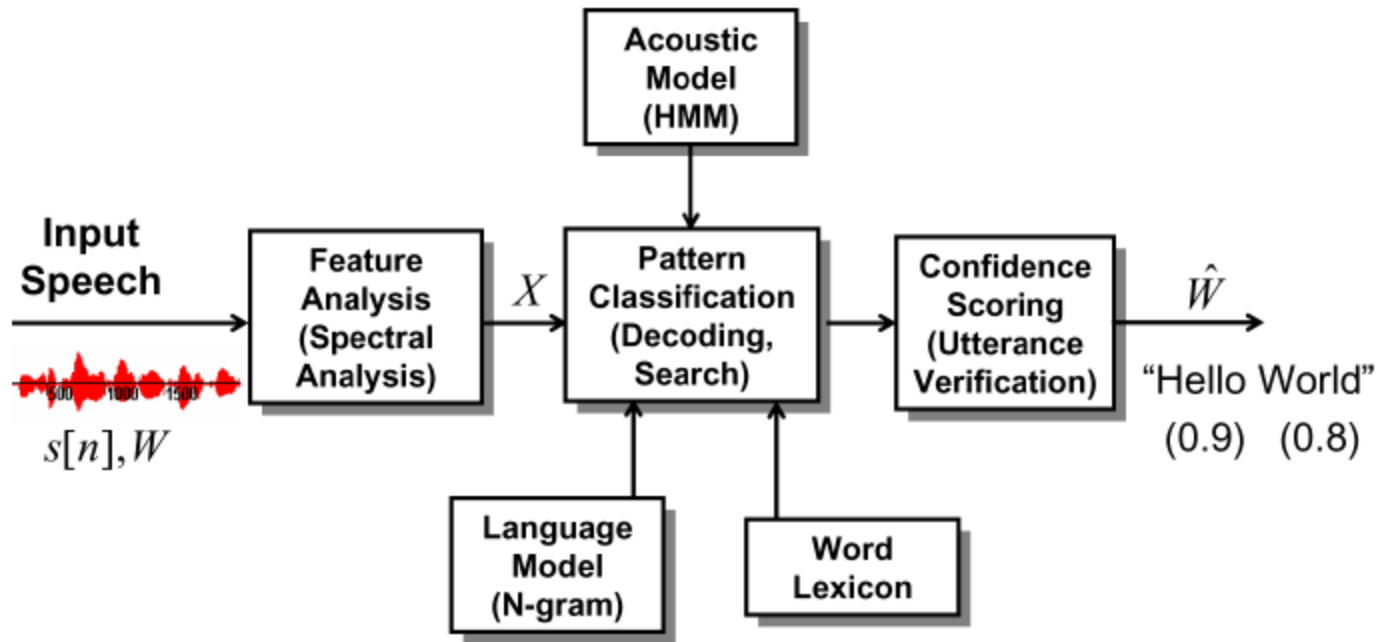 Acoustic
Model
(HMM)
Input
Speech
500 1000 1500
s[n],W
Feature
Analysis
(Spectral
Analysis)
X
Pattern
Classification
(Decoding,
Search)
Confidence
Scoring
(Utterance
Verification)
Ŵ
“Hello World”
(0.9) (0.8)
Language
Model
(N-gram)
Word
Lexicon